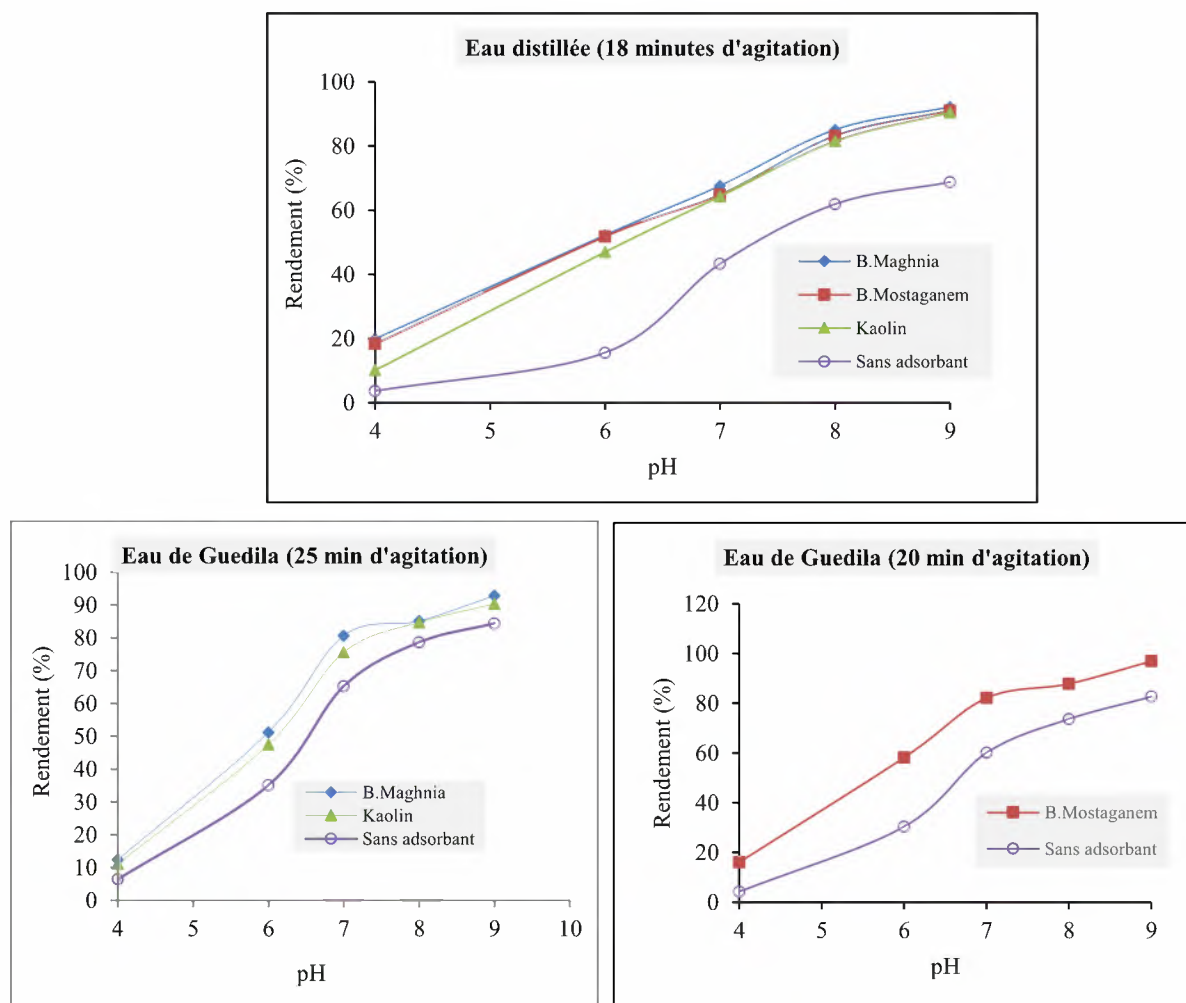 Eau distillée (18 minutes d'agitation)
100
80
60
40
20
0
Rendement (%)
4 5 6 7 8 9
pH
B.Maghnia
B.Mostaganem
Kaolin
Sans adsorbant
Eau de Guedila (25 min d'agitation)
100
90
80
70
60
50
40
30
20
10
0
Rendement (%)
4 5 6 7 8 9 10
pH
B.Maghnia
Kaolin
Sans adsorbant
Eau de Guedila (20 min d'agitation)
120
100
80
60
40
20
0
Rendement (%)
4 5 6 7 8 9
pH
B.Mostaganem
Sans adsorbant